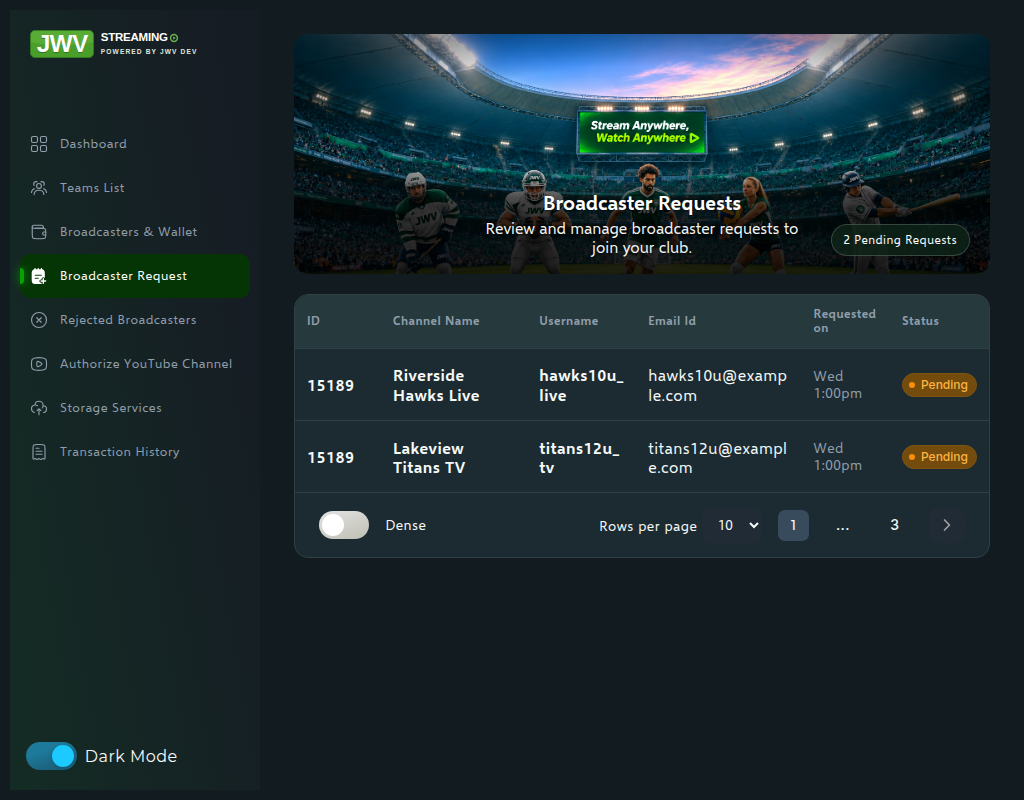 JWV STREAMING
POWERED BY JWV DEV
Dashboard
Teams List
Broadcasters & Wallet
Broadcaster Request
Rejected Broadcasters
Authorize YouTube Channel
Storage Services
Transaction History
Dark Mode
Stream Anywhere,
Watch Anywhere
JWV
JWV
Broadcaster Requests
Review and manage broadcaster requests to
join your club.
2 Pending Requests
ID Channel Name Username Email Id Requested
on Status
15189 Riverside
Hawks Live hawks10u_
live hawks10u@examp
le.com Wed
1:00pm Pending
15189 Lakeview
Titans TV titans12u_
tv titans12u@exampl
e.com Wed
1:00pm Pending
Dense Rows per page 10 1 ... 3